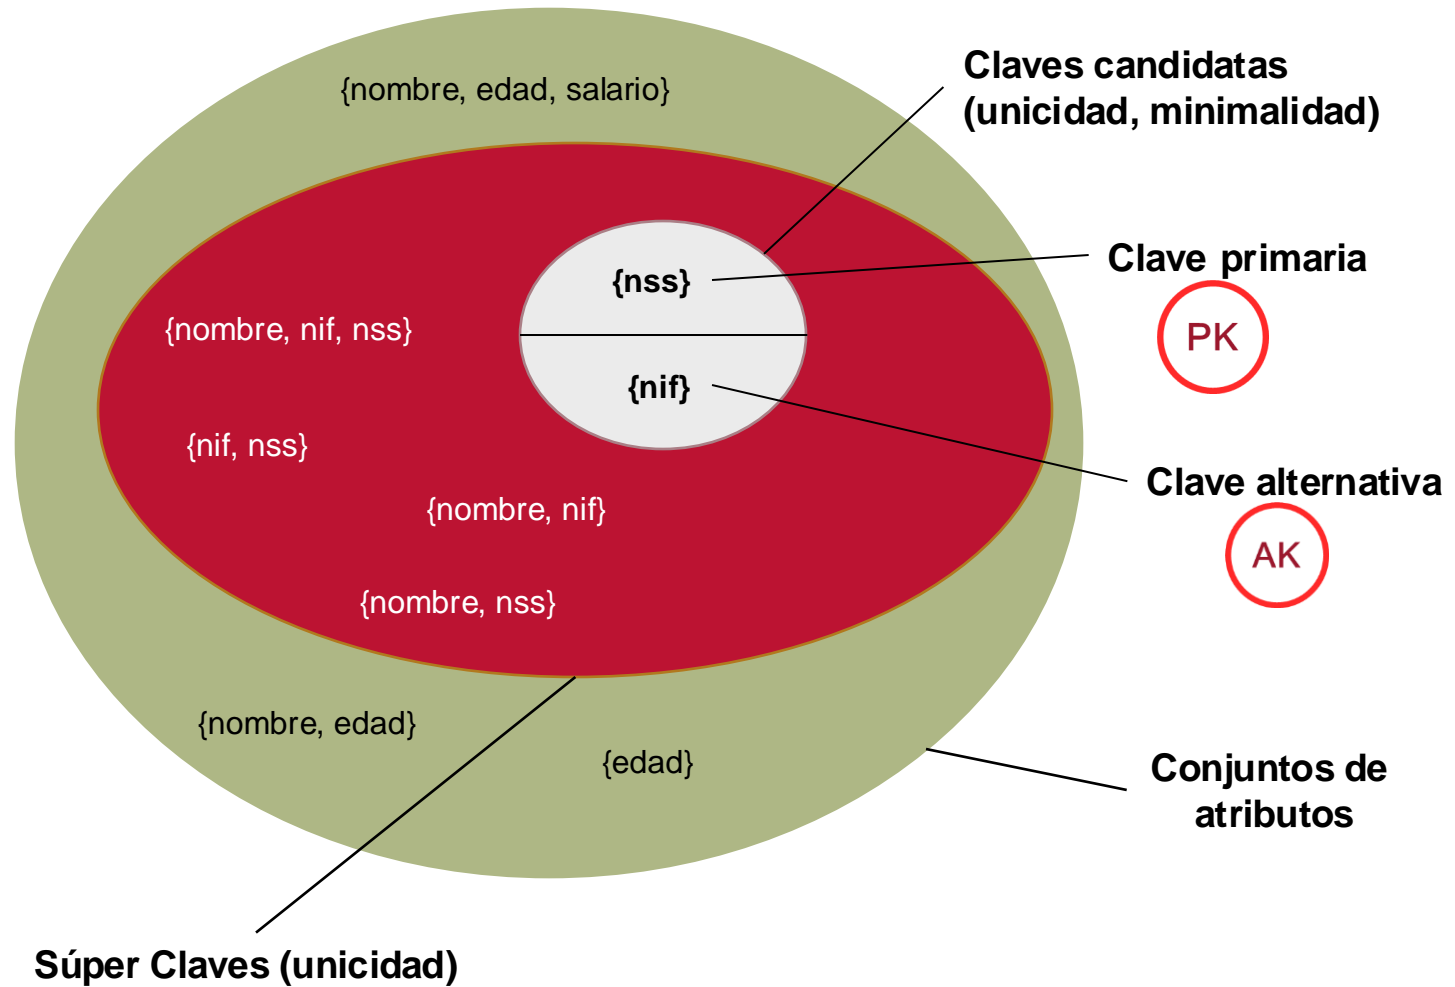 Claves candidatas
(unicidad, minimalidad)
{nombre, edad, salario}
Clave primaria
{nss}
PK
{nombre, nif, nss}
{nif}
{nif, nss}
Clave alternativa
{nombre, nif}
AK
{nombre, nss}
{nombre, edad}
{edad}
Conjuntos de
atributos
Súper Claves (unicidad)